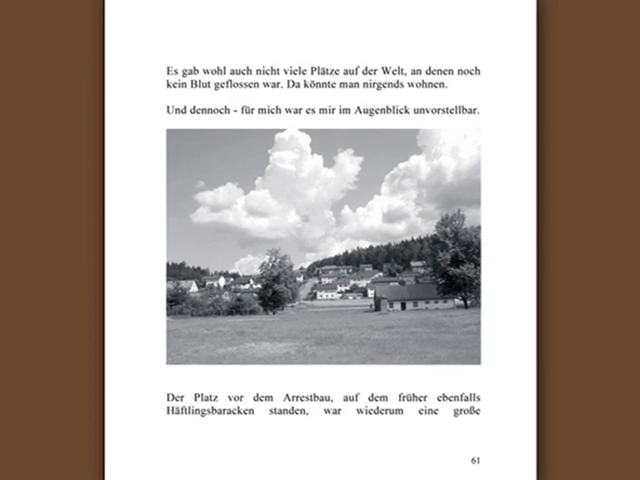 Es gab wohl auch nicht viele Plätze auf der Welt, an denen noch
kein Blut geflossen war. Da könnte man nirgends wohnen.
Und dennoch - für mich war es mir im Augenblick unvorstellbar.
Der Platz vor dem Arrestbau, auf dem früher ebenfalls
Häftlingsbaracken standen, war wiederum eine große
61